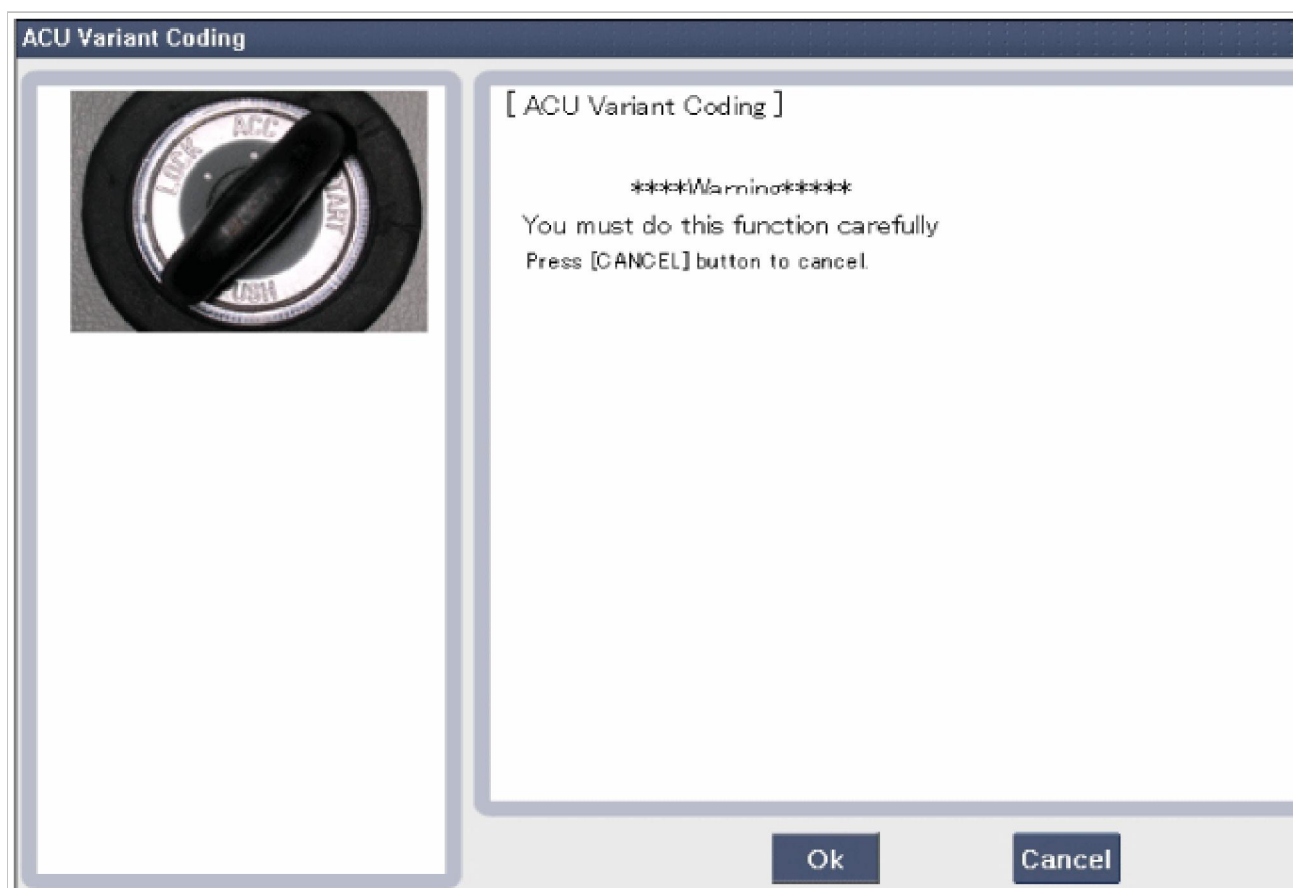 ACU Variant Coding
LOCK
ACC
START
PUSH
[ ACU Variant Coding ]
****Warning*****
You must do this function carefully
Press [CANCEL] button to cancel.
Ok
Cancel